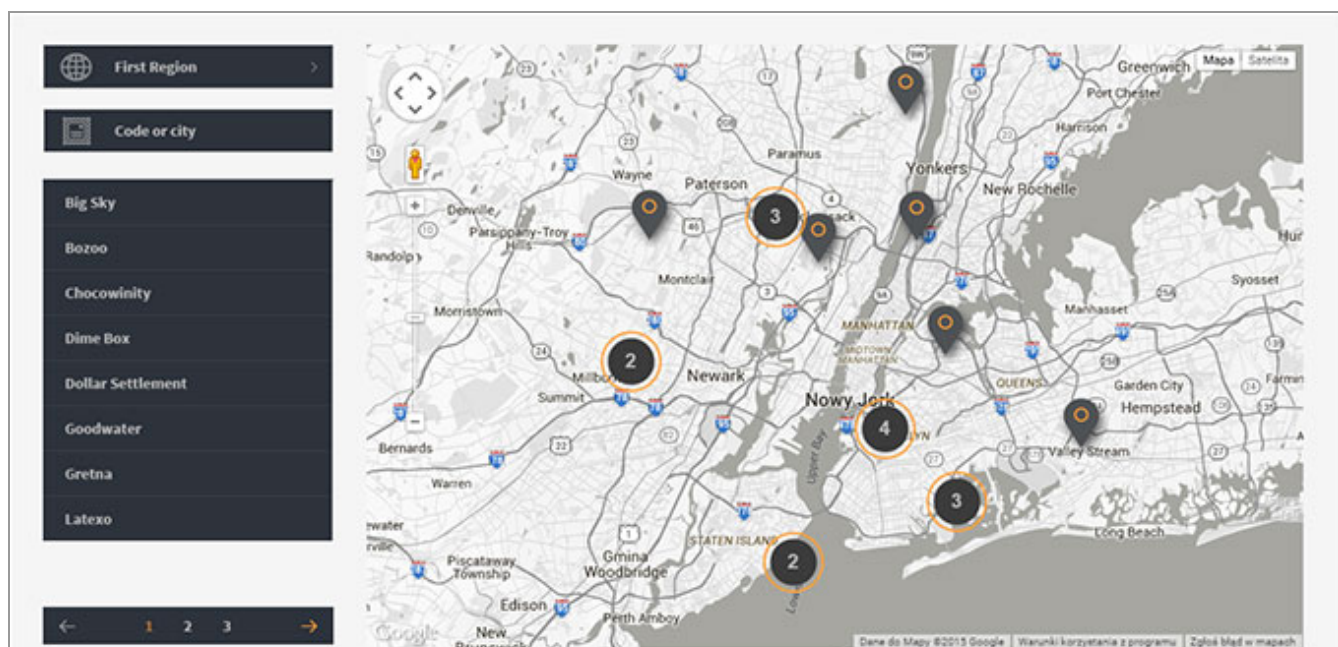 First Region
Code or city
Big Sky
Bozoo
Chocowinity
Dime Box
Dollar Settlement
Goodwater
Gretna
Latexo
1 2 3
Mapa Satelita
Greenwich
Port Chester
Harrison
Paramus
Yonkers
New Rochelle
Wayne
Paterson
3
Denville
Parsippany-Troy
Hills
Randolp
Montclair
Syosset
Morristown
Manhasset
MANHATTAN
MIDTOWN
MANHATTAN
2
Newark
QUEENS
Garden City
Summit
Nowy Jork
Hempstead
4
Bernards
Upper Bay
Valley Stream
Warren
3
Long Beach
STATEN ISLAND
2
Gmina
Woodbridge
Piscataway
Township
Edison
Perth Amboy
Google
New
Brunswick
Dane do Mapy ©2015 Google Warunki korzystania z programu Zgłoś błąd w mapach